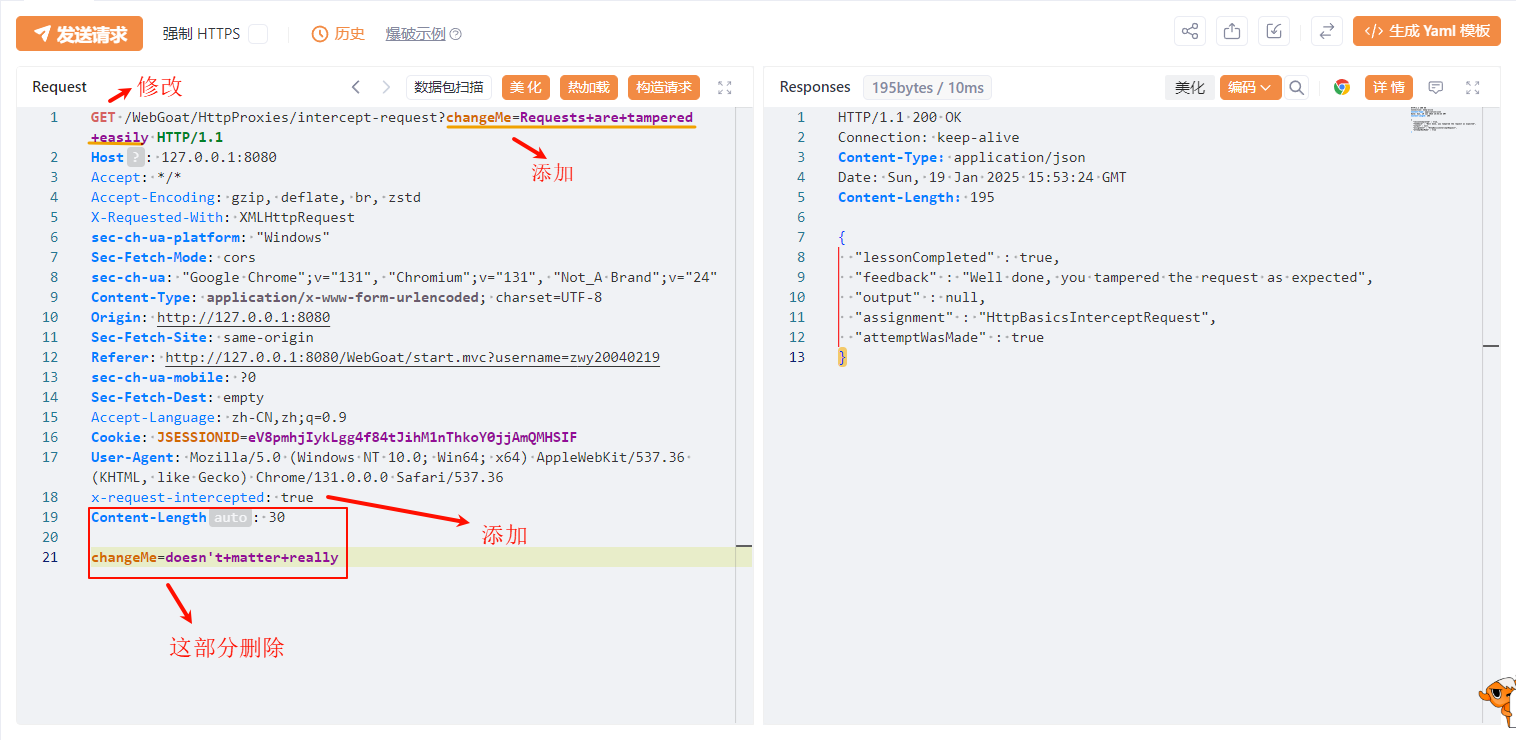 发送请求 强制 HTTPS 历史 爆破示例 ? </> 生成 Yaml 模板
Request 修改 数据包扫描 美化 热加载 构造请求
1 GET /WebGoat/HttpProxies/intercept-request?changeMe=Requests+are+tampered
+easily HTTP/1.1
添加
2 Host ? : 127.0.0.1:8080
3 Accept: */*
4 Accept-Encoding: gzip, deflate, br, zstd
5 X-Requested-With: XMLHttpRequest
6 sec-ch-ua-platform: "Windows"
7 Sec-Fetch-Mode: cors
8 sec-ch-ua: "Google Chrome";v="131", "Chromium";v="131", "Not_A Brand";v="24"
9 Content-Type: application/x-www-form-urlencoded; charset=UTF-8
10 Origin: http://127.0.0.1:8080
11 Sec-Fetch-Site: same-origin
12 Referer: http://127.0.0.1:8080/WebGoat/start.mvc?username=zwy20040219
13 sec-ch-ua-mobile: ?0
14 Sec-Fetch-Dest: empty
15 Accept-Language: zh-CN,zh;q=0.9
16 Cookie: JSESSIONID=eV8pmhjIykLgg4f84tJihM1nThkoY0jjAmQMHSIF
17 User-Agent: Mozilla/5.0 (Windows NT 10.0; Win64; x64) AppleWebKit/537.36
(KHTML, like Gecko) Chrome/131.0.0.0 Safari/537.36
18 x-request-intercepted: true
添加
19 Content-Length auto : 30
20
21 changeMe=doesn't+matter+really
这部分删除
Responses 195bytes / 10ms 美化 编码 详情
1 HTTP/1.1 200 OK
2 Connection: keep-alive
3 Content-Type: application/json
4 Date: Sun, 19 Jan 2025 15:53:24 GMT
5 Content-Length: 195
6
7 {
8 "lessonCompleted" : true,
9 "feedback" : "Well done, you tampered the request as expected",
10 "output" : null,
11 "assignment" : "HttpBasicsInterceptRequest",
12 "attemptWasMade" : true
13 }